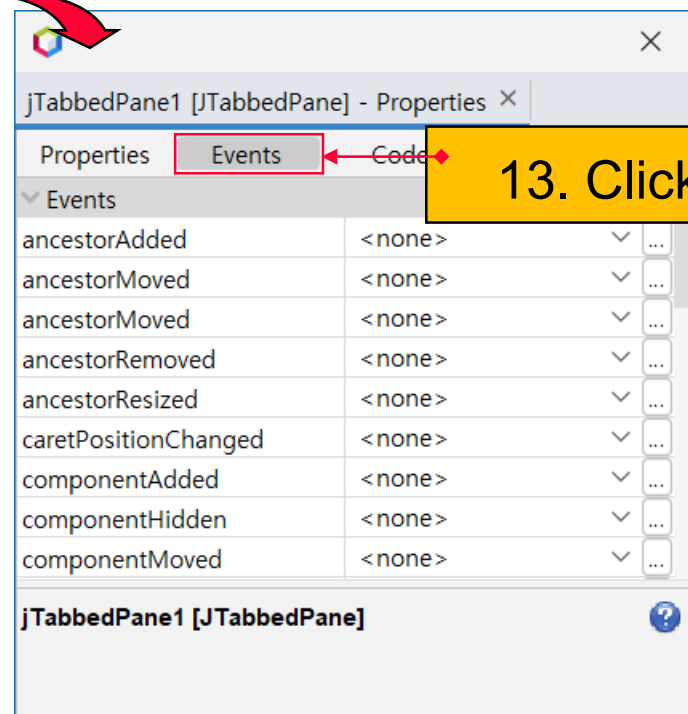 jTabbedPane1 [JTabbedPane] - Properties
Properties Events Code
13. Click
Events
ancestorAdded <none> ...
ancestorMoved <none> ...
ancestorMoved <none> ...
ancestorRemoved <none> ...
ancestorResized <none> ...
caretPositionChanged <none> ...
componentAdded <none> ...
componentHidden <none> ...
componentMoved <none> ...
jTabbedPane1 [JTabbedPane] ?